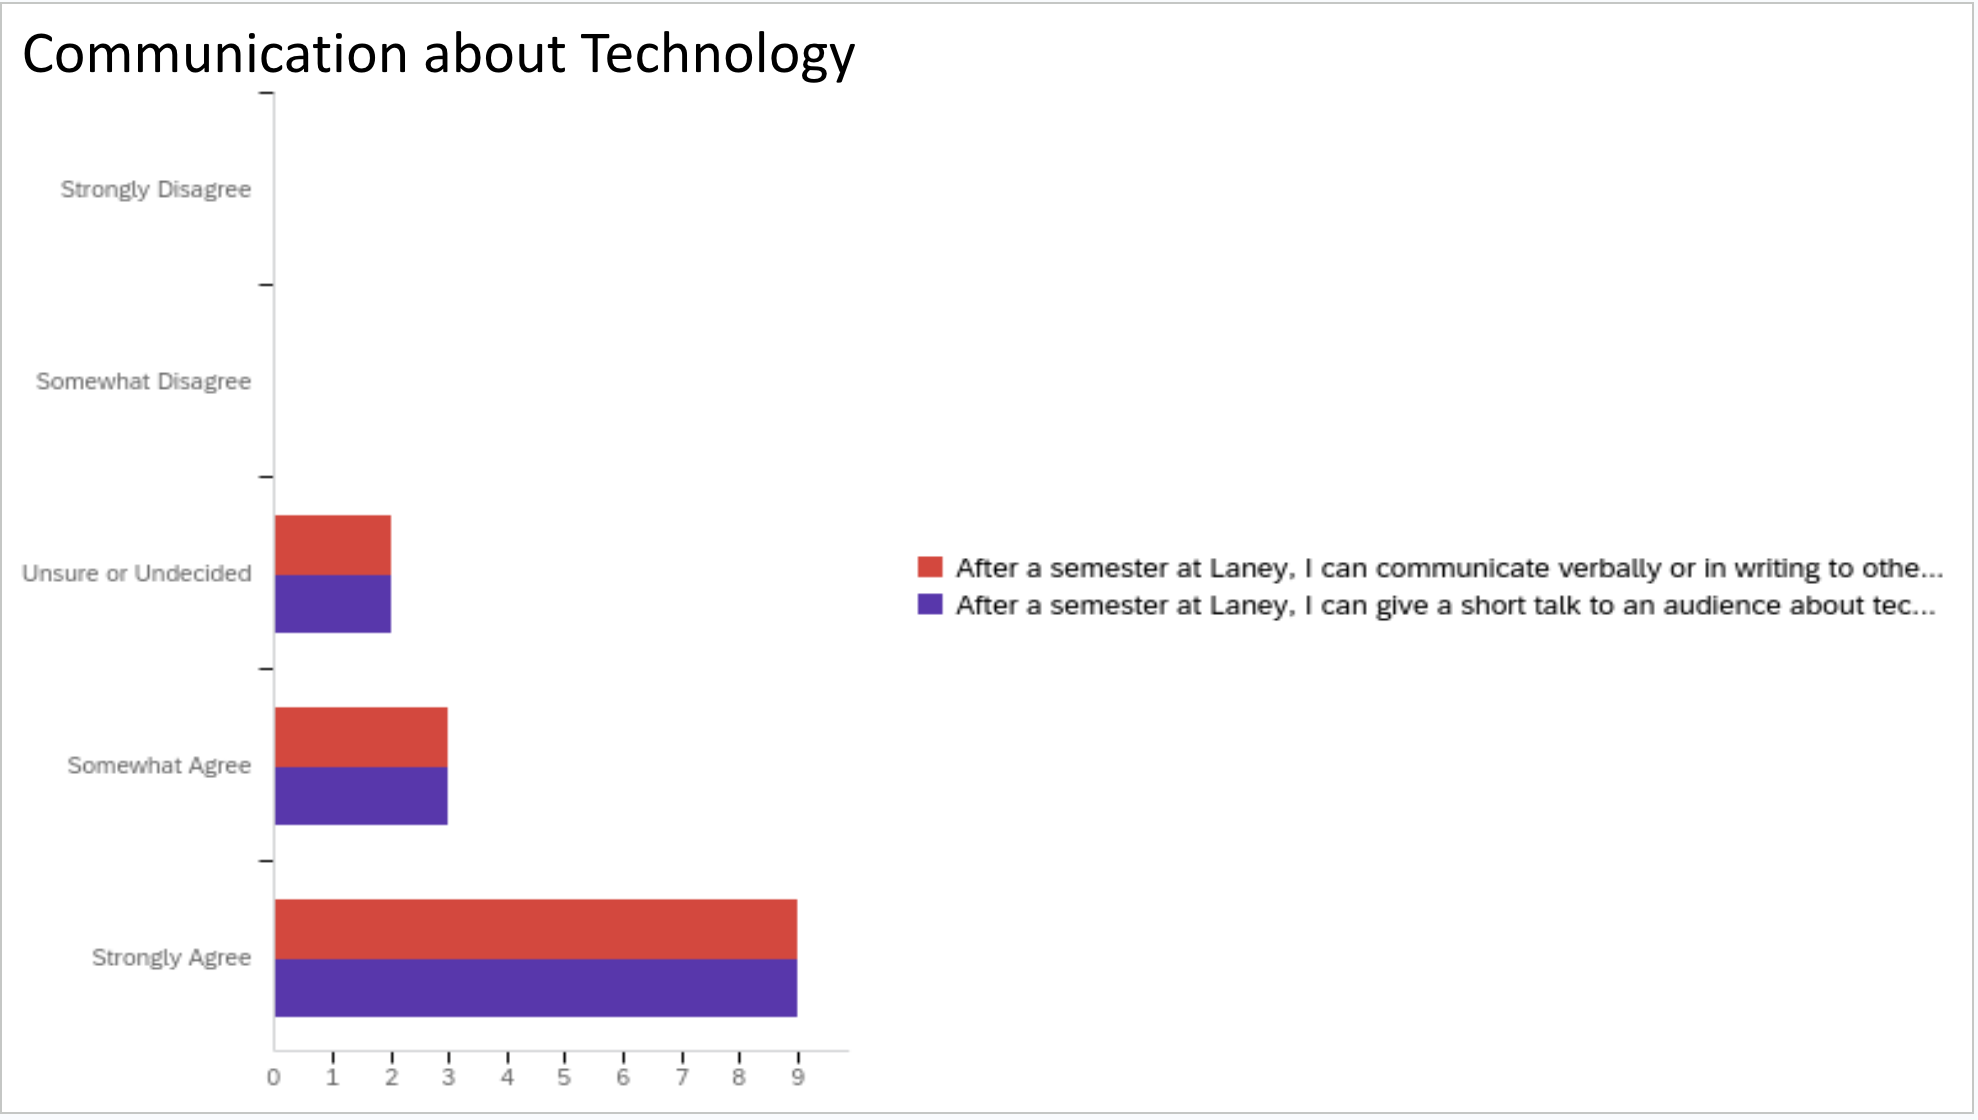 Communication about Technology
Strongly Disagree
Somewhat Disagree
Unsure or Undecided
Somewhat Agree
Strongly Agree
0 1 2 3 4 5 6 7 8 9
After a semester at Laney, I can communicate verbally or in writing to othe...
After a semester at Laney, I can give a short talk to an audience about tec...